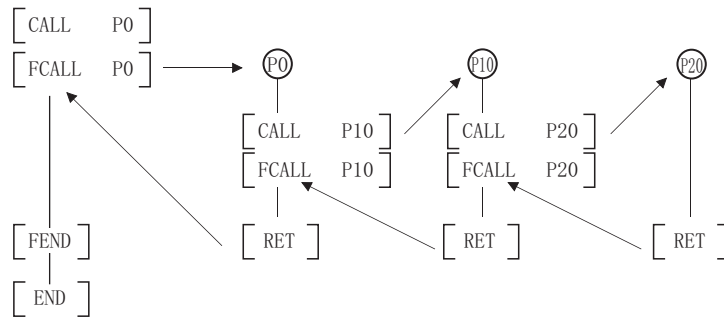 CALL P0
FCALL P0
P0
P10
P20
CALL P10
CALL P20
FCALL P10
FCALL P20
FEND
RET
RET
RET
END